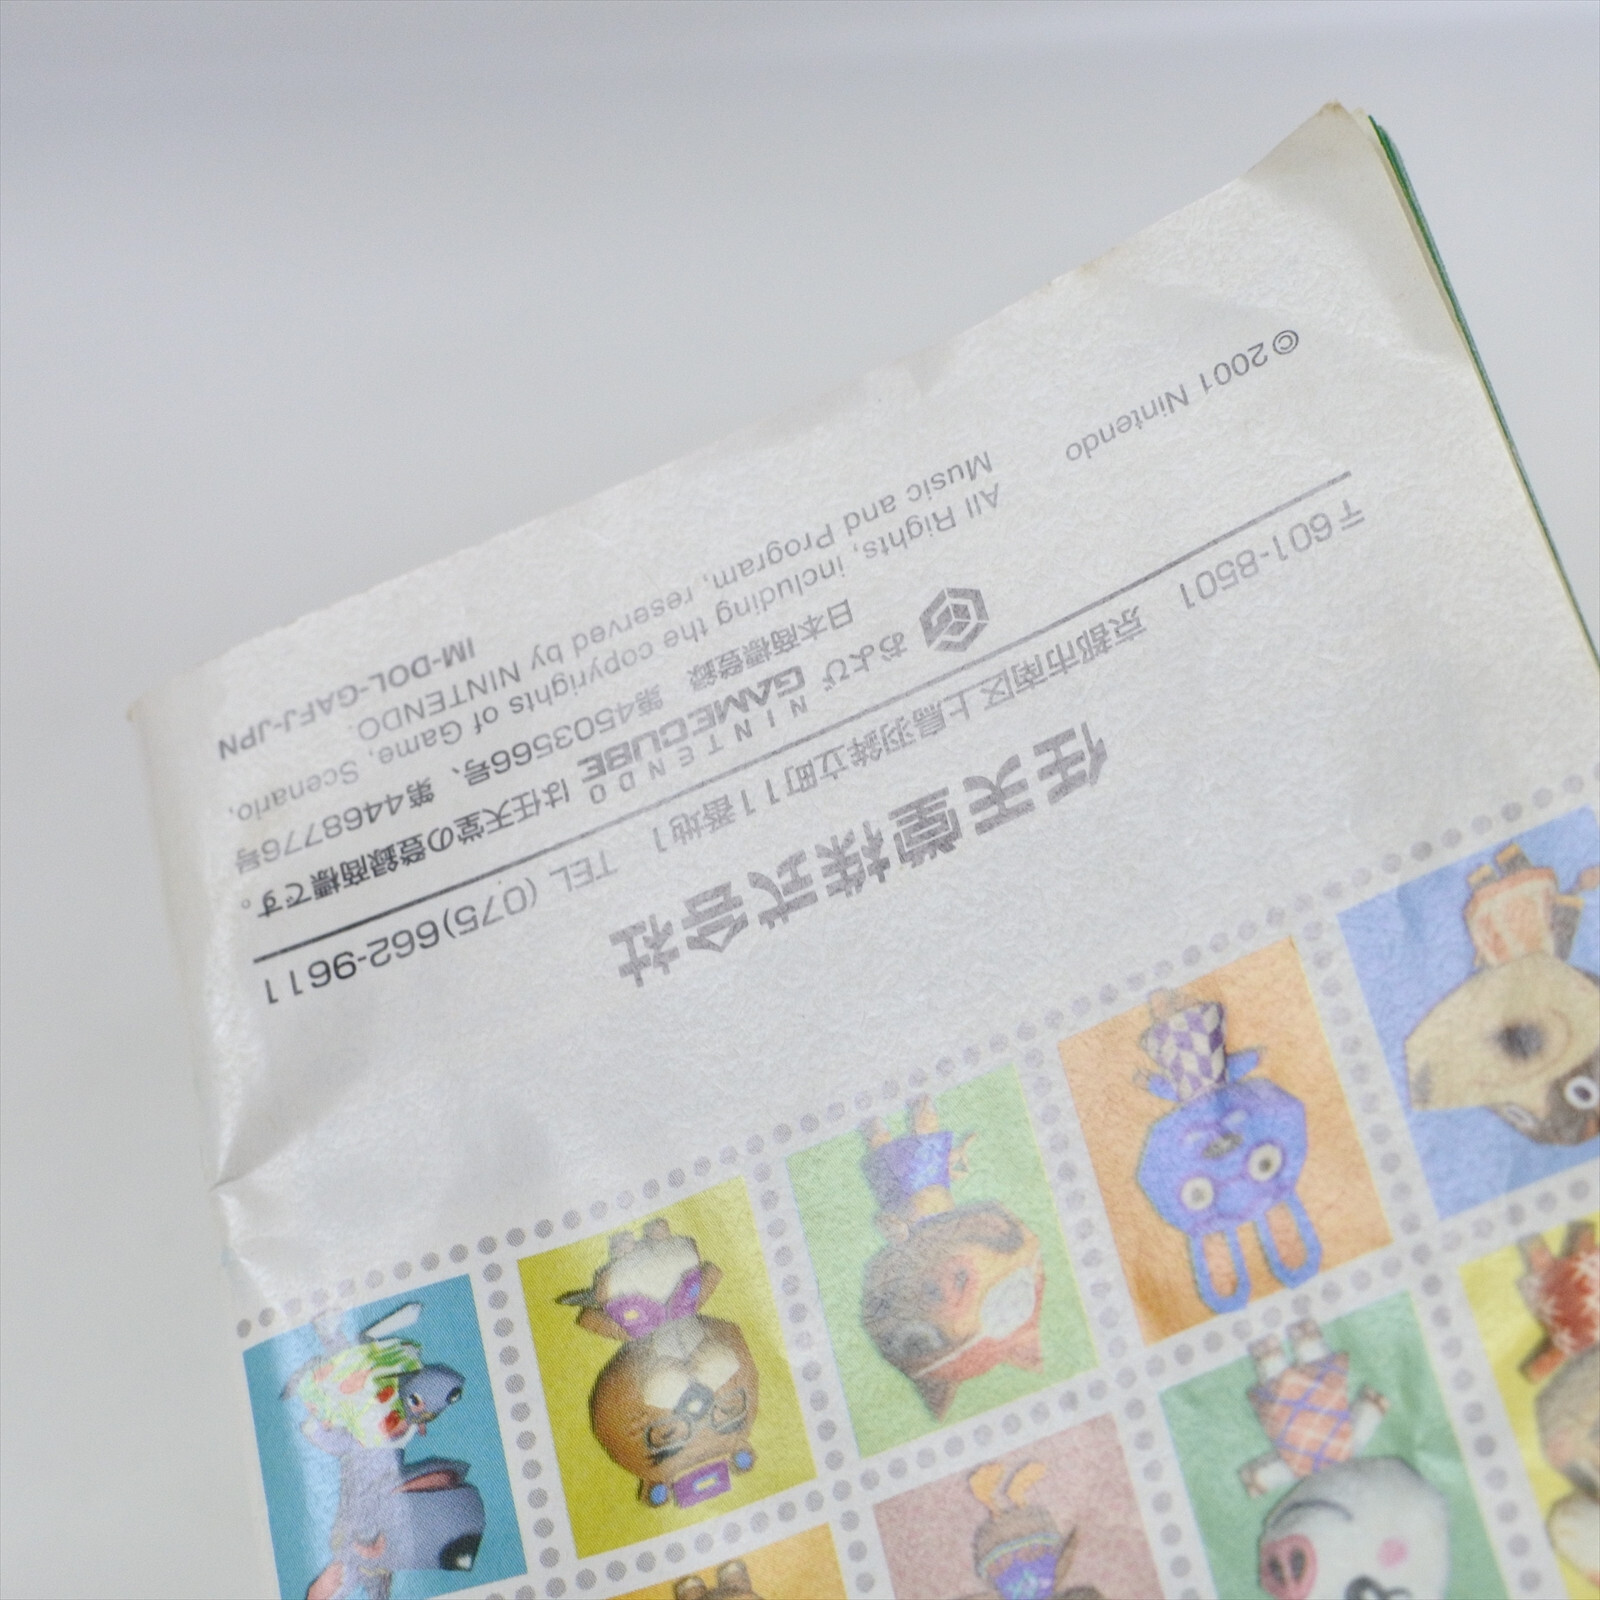 任天堂株式会社
〒601-8501 京都市南区上鳥羽鉾立町11番地1 TEL (075)662-9611
および NINTENDO GAMECUBE は任天堂の登録商標です。
日本商標登録 第4503566号、第4468776号
All Rights, including the copyrights of Game, Scenario,
Music and Program, reserved by NINTENDO.
©2001 Nintendo
IM-DOL-GAFJ-JPN